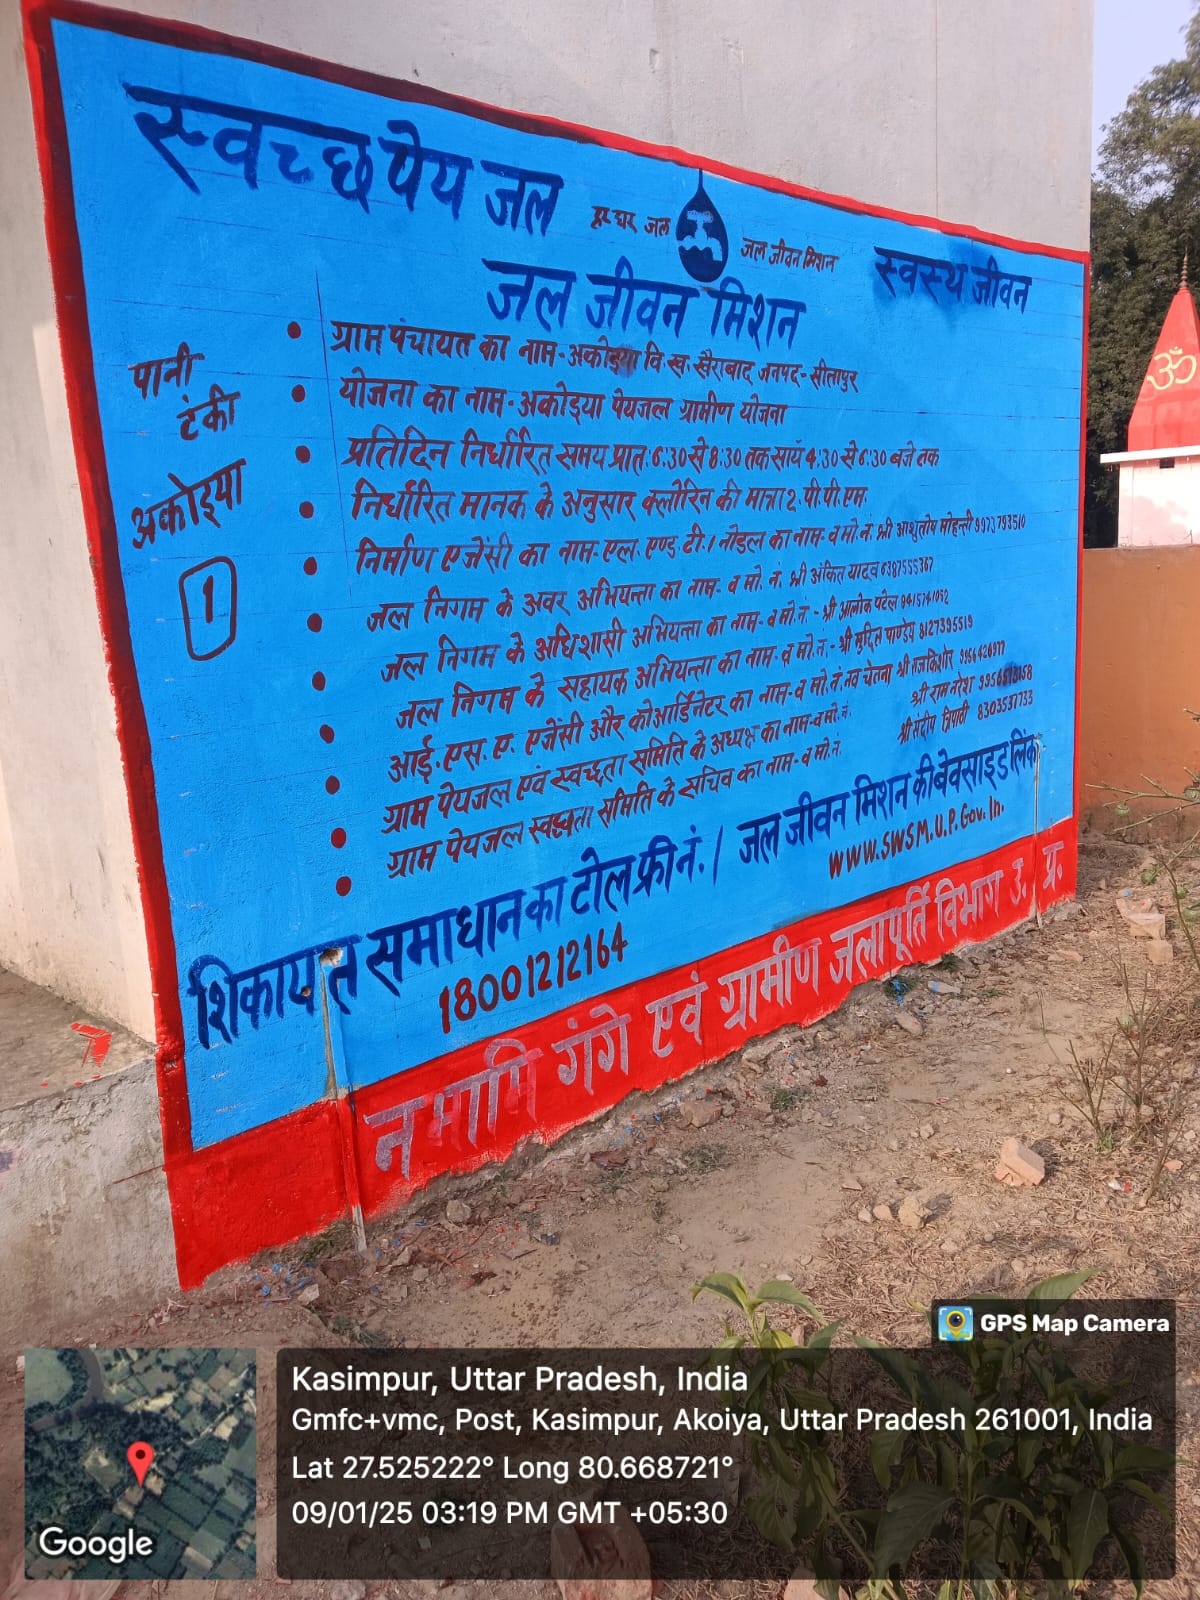 स्वच्छ पेय जल
हर घर जल
जल जीवन मिशन
स्वस्थ जीवन
जल जीवन मिशन
पानी
टंकी
अकोइया
1
ग्राम पंचायत का नाम-अकोइया वि.ख. खैराबाद जनपद-सीतापुर
योजना का नाम-अकोइया पेयजल ग्रामीण योजना
प्रतिदिन निर्धारित समय प्रातः 6:30 से 8:30 तक सायं 4:30 से 6:30 बजे तक
निर्धारित मानक के अनुसार क्लोरिन की मात्रा 2. पी.पी.एम.
निर्माण एजेंसी का नाम-एल. एण्ड टी./ नोडल का नाम-व मो.नं. श्री आशुतोष मोहन्ती 9973793510
जल निगम के अवर अभियन्ता का नाम- व मो. नं. श्री अंकित यादव 6387555367
जल निगम के अधिशासी अभियन्ता का नाम-व मो.नं. - श्री आलोक पटेल 9415741052
जल निगम के सहायक अभियन्ता का नाम-व मो.नं.- श्री मुदित पाण्डेय 8127395519
आई.एस.ए. एजेंसी और कोआर्डिनेटर का नाम-व मो.नं. नव चेतना श्री राजकिशोर 9956426977
ग्राम पेयजल एवं स्वच्छता समिति के अध्यक्ष का नाम-व मो.नं. श्री राम नरेश
ग्राम पेयजल स्वच्छता समिति के सचिव का नाम-व मो.नं. श्री संदीप त्रिपाठी 8303537733
शिकायत समाधान का टोल फ्री नं. / जल जीवन मिशन की बेवसाइड लिंक
18001212164
www.SWSM.U.P.Gov.In.
नमामि गंगे एवं ग्रामीण जलापूर्ति विभाग उ. प्र.
ॐ
GPS Map Camera
Kasimpur, Uttar Pradesh, India
Gmfc+vmc, Post, Kasimpur, Akoiya, Uttar Pradesh 261001, India
Lat 27.525222° Long 80.668721°
09/01/25 03:19 PM GMT +05:30
Google